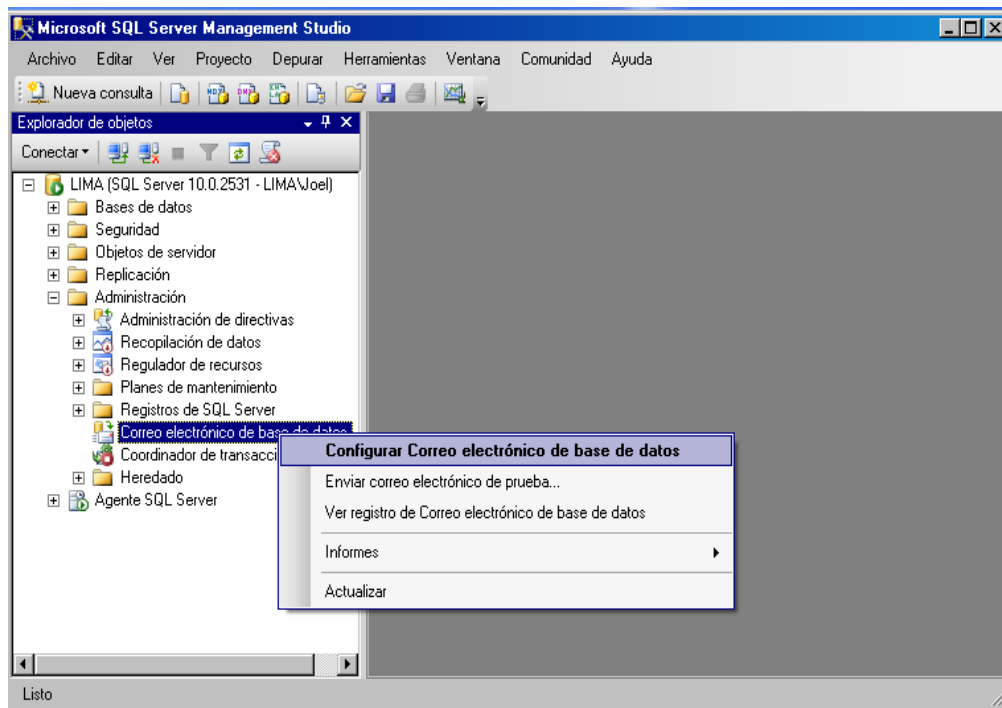 Microsoft SQL Server Management Studio
Archivo Editar Ver Proyecto Depurar Herramientas Ventana Comunidad Ayuda
Nueva consulta
Explorador de objetos
Conectar
LIMA (SQL Server 10.0.2531 - LIMA\Joel)
Bases de datos
Seguridad
Objetos de servidor
Replicación
Administración
Administración de directivas
Recopilación de datos
Regulador de recursos
Planes de mantenimiento
Registros de SQL Server
Correo electrónico de base de datos
Coordinador de transacci
Heredado
Agente SQL Server
Configurar Correo electrónico de base de datos
Enviar correo electrónico de prueba...
Ver registro de Correo electrónico de base de datos
Informes
Actualizar
Listo